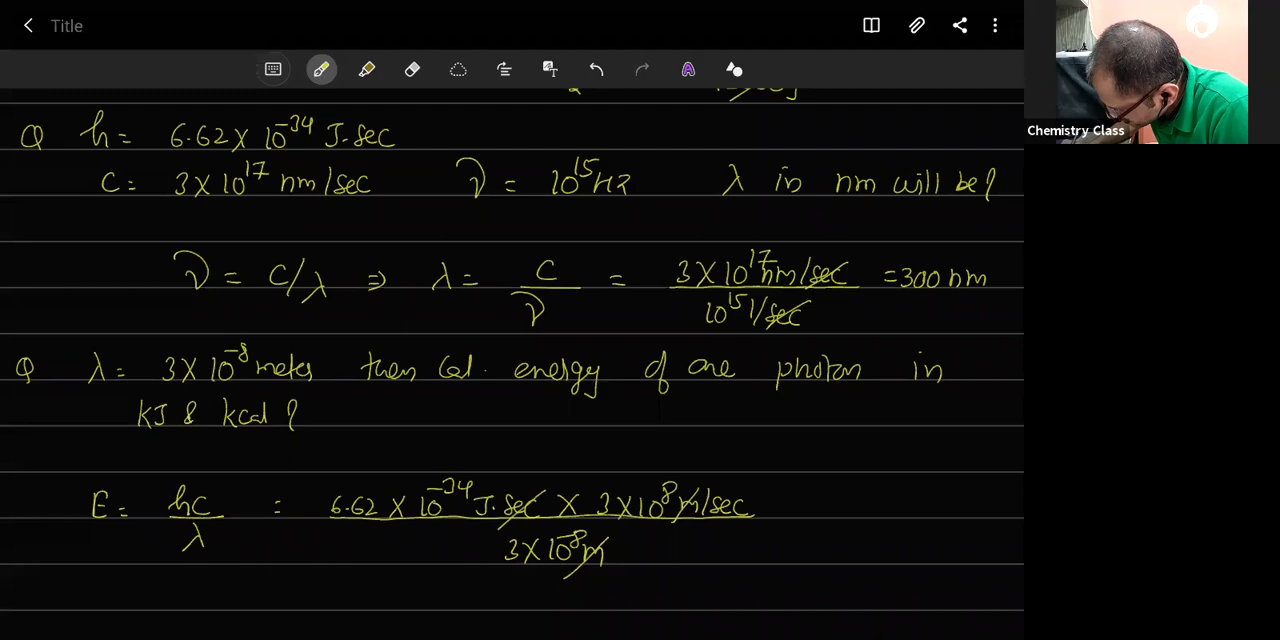 Title
Q h = 6.62 × 10⁻³⁴ J.sec
C = 3 × 10¹⁷ nm/sec ν = 10¹⁵ Hz λ in nm will be?
ν = C/λ ⇒ λ = C/ν = 3 × 10¹⁷ nm/sec / 10¹⁵ 1/sec = 300 nm
Q λ = 3 × 10⁻⁸ meter then Cal. energy of one photon in
KJ & kcal ?
E = hc/λ = 6.62 × 10⁻³⁴ J.sec × 3 × 10⁸ m/sec / 3 × 10⁻⁸ m
Chemistry Class